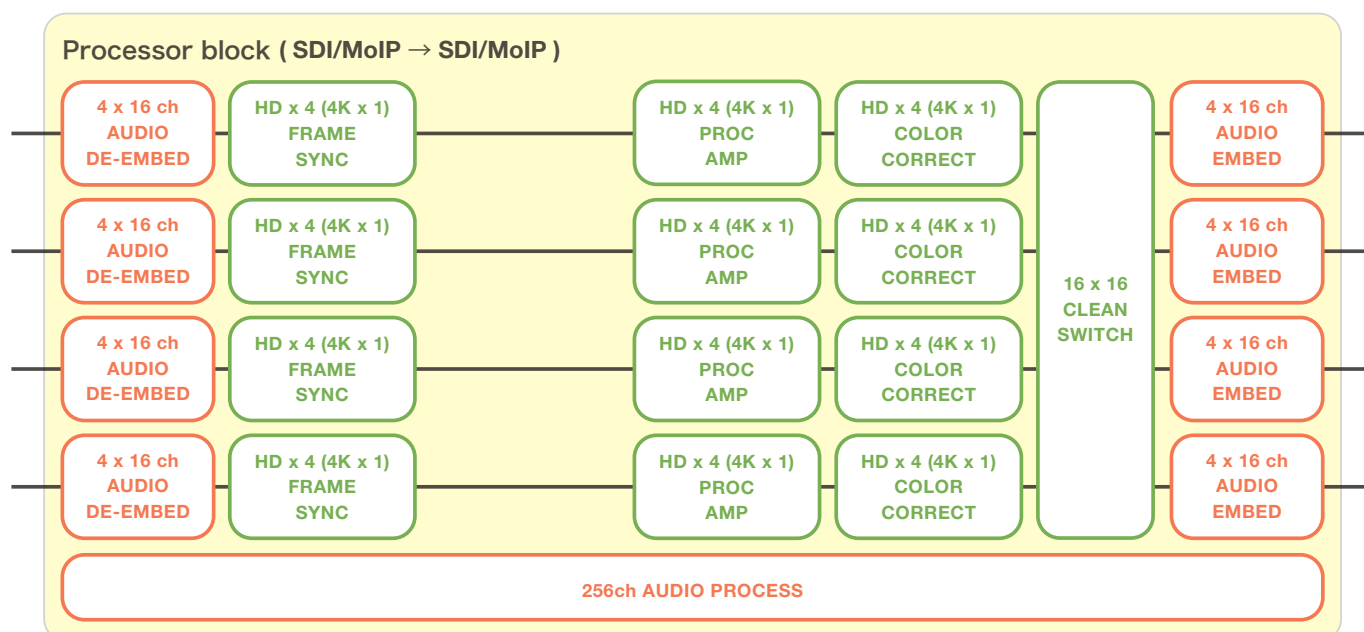 Processor block ( SDI/MoIP → SDI/MoIP )
4 x 16 ch
AUDIO
DE-EMBED
HD x 4 (4K x 1)
FRAME
SYNC
HD x 4 (4K x 1)
PROC
AMP
HD x 4 (4K x 1)
COLOR
CORRECT
4 x 16 ch
AUDIO
EMBED
4 x 16 ch
AUDIO
DE-EMBED
HD x 4 (4K x 1)
FRAME
SYNC
HD x 4 (4K x 1)
PROC
AMP
HD x 4 (4K x 1)
COLOR
CORRECT
16 x 16
CLEAN
SWITCH
4 x 16 ch
AUDIO
EMBED
4 x 16 ch
AUDIO
DE-EMBED
HD x 4 (4K x 1)
FRAME
SYNC
HD x 4 (4K x 1)
PROC
AMP
HD x 4 (4K x 1)
COLOR
CORRECT
4 x 16 ch
AUDIO
EMBED
4 x 16 ch
AUDIO
DE-EMBED
HD x 4 (4K x 1)
FRAME
SYNC
HD x 4 (4K x 1)
PROC
AMP
HD x 4 (4K x 1)
COLOR
CORRECT
4 x 16 ch
AUDIO
EMBED
256ch AUDIO PROCESS